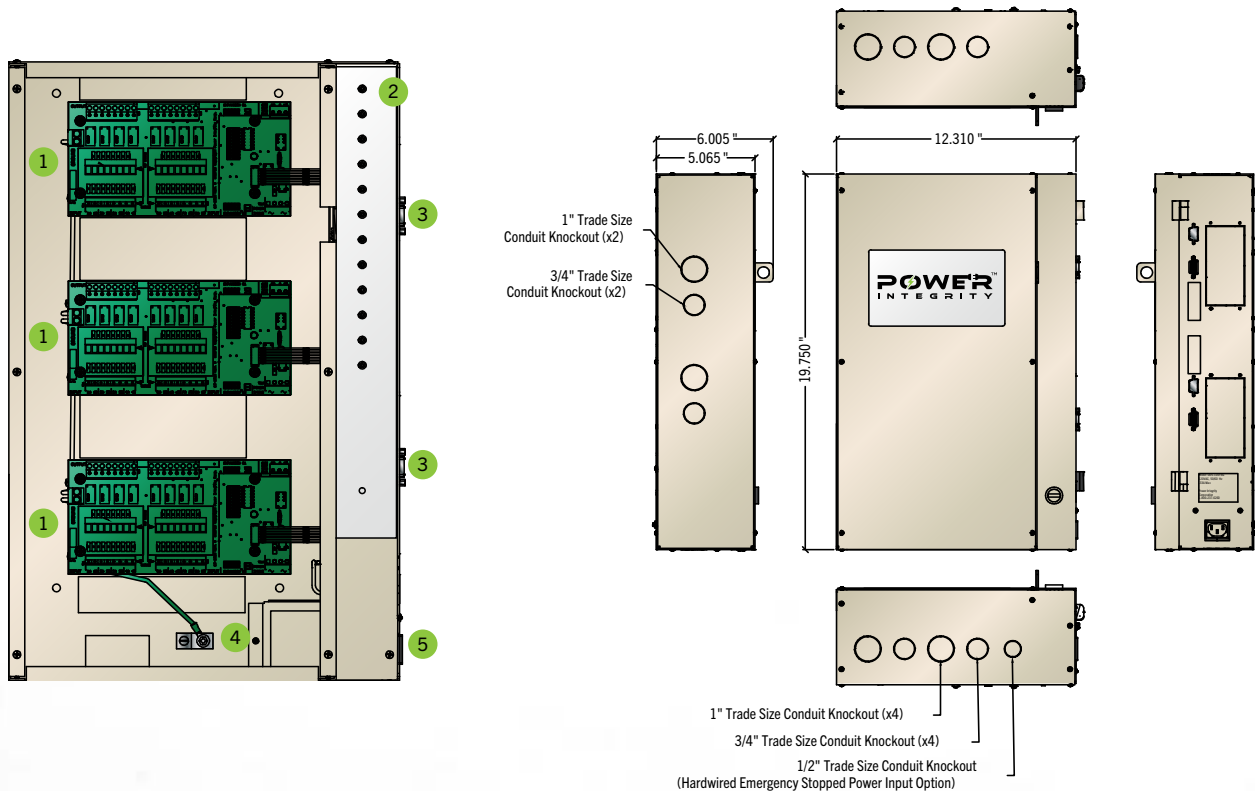 1
1
1
2
3
3
4
5
6.005 "
5.065 "
12.310 "
19.750 "
1" Trade Size
Conduit Knockout (x2)
3/4" Trade Size
Conduit Knockout (x2)
POWER™
INTEGRITY
1" Trade Size Conduit Knockout (x4)
3/4" Trade Size Conduit Knockout (x4)
1/2" Trade Size Conduit Knockout
(Hardwired Emergency Stopped Power Input Option)